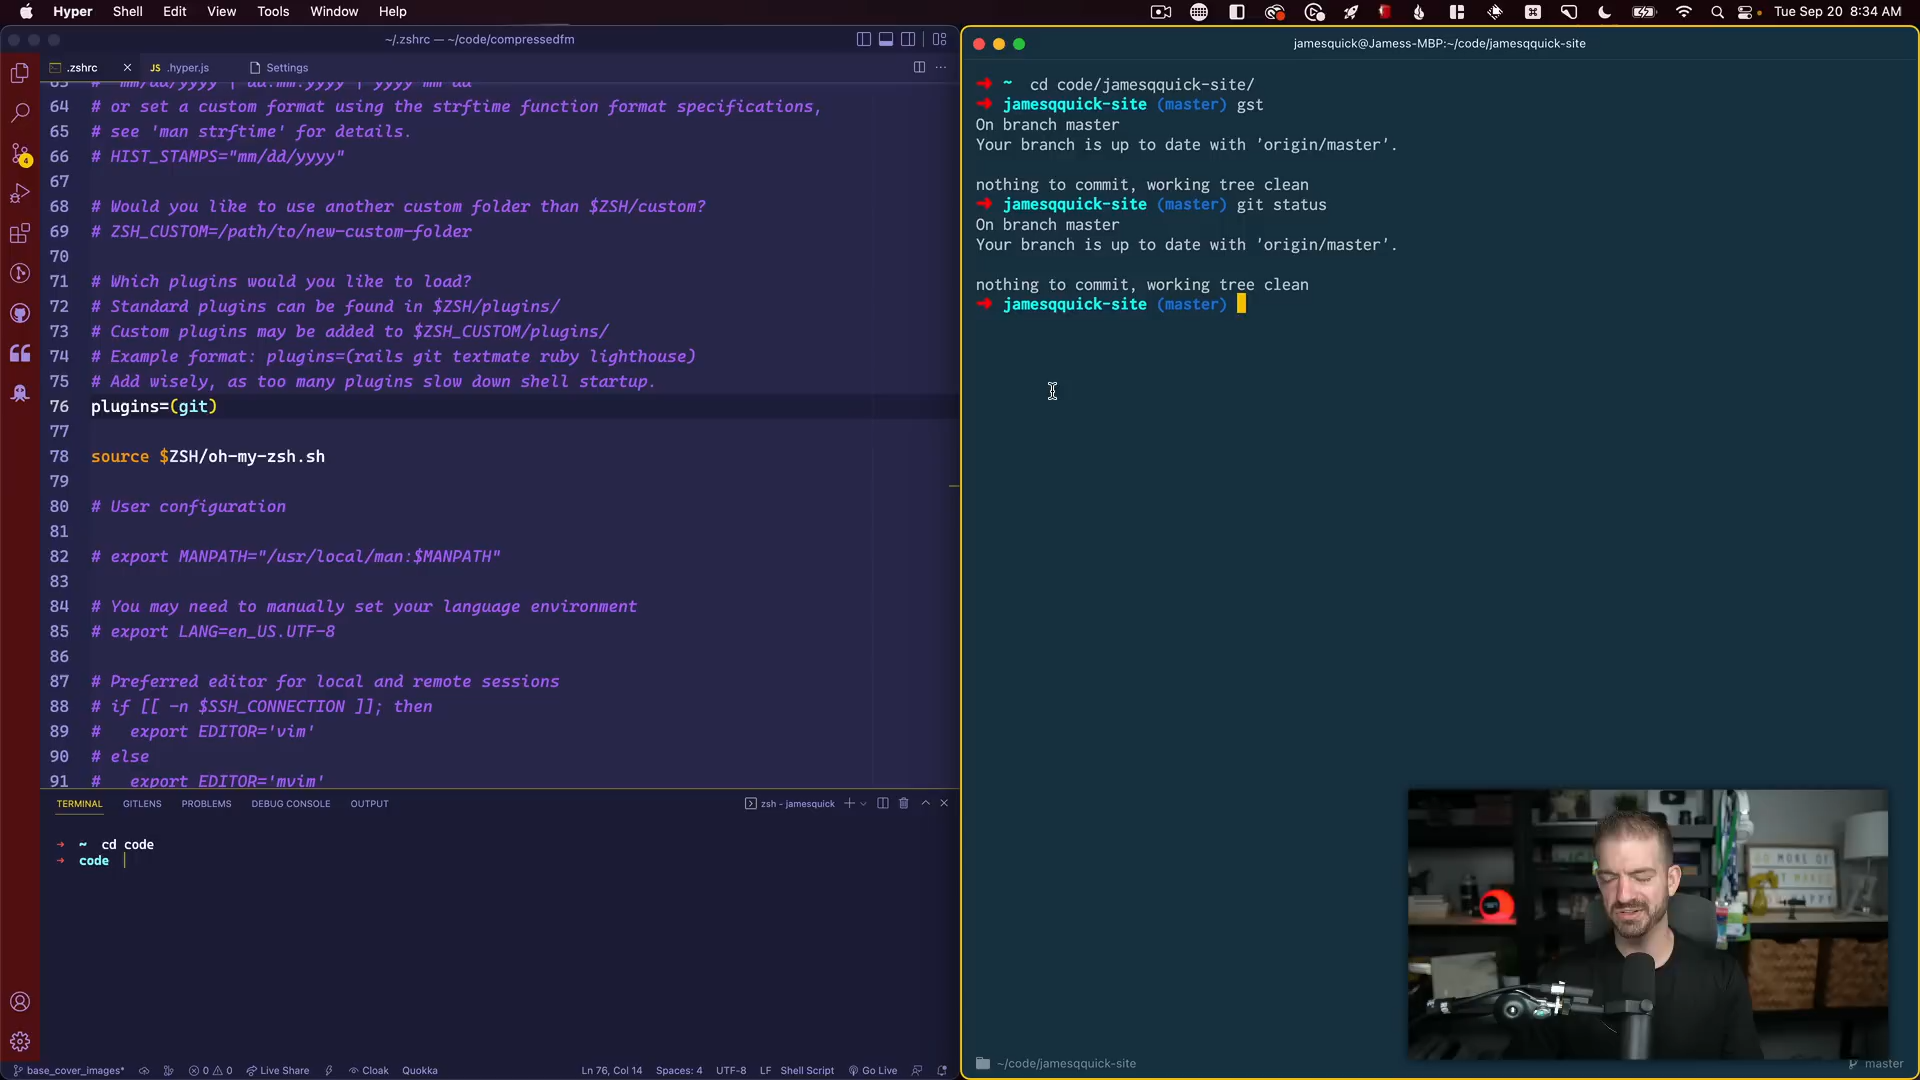 Hyper Shell Edit View Tools Window Help
Tue Sep 20 8:34 AM
~/.zshrc — ~/code/compressedfm
.zshrc
JS .hyper.js
Settings
63 # "mm/dd/yyyy"|"dd.mm.yyyy"|"yyyy-mm-dd"
64 # or set a custom format using the strftime function format specifications,
65 # see 'man strftime' for details.
66 # HIST_STAMPS="mm/dd/yyyy"
67
68 # Would you like to use another custom folder than $ZSH/custom?
69 # ZSH_CUSTOM=/path/to/new-custom-folder
70
71 # Which plugins would you like to load?
72 # Standard plugins can be found in $ZSH/plugins/
73 # Custom plugins may be added to $ZSH_CUSTOM/plugins/
74 # Example format: plugins=(rails git textmate ruby lighthouse)
75 # Add wisely, as too many plugins slow down shell startup.
76 plugins=(git)
77
78 source $ZSH/oh-my-zsh.sh
79
80 # User configuration
81
82 # export MANPATH="/usr/local/man:$MANPATH"
83
84 # You may need to manually set your language environment
85 # export LANG=en_US.UTF-8
86
87 # Preferred editor for local and remote sessions
88 # if [[ -n $SSH_CONNECTION ]]; then
89 #   export EDITOR='vim'
90 # else
91 #   export EDITOR='mvim'
4
TERMINAL GITLENS PROBLEMS DEBUG CONSOLE OUTPUT
zsh - jamesquick
➜ ~ cd code
➜ code
base_cover_images* 0 0 Live Share Cloak Quokka Ln 76, Col 14 Spaces: 4 UTF-8 LF Shell Script Go Live
jamesquick@Jamess-MBP:~/code/jamesqquick-site
➜ ~ cd code/jamesqquick-site/
➜ jamesqquick-site (master) gst
On branch master
Your branch is up to date with 'origin/master'.
nothing to commit, working tree clean
➜ jamesqquick-site (master) git status
On branch master
Your branch is up to date with 'origin/master'.
nothing to commit, working tree clean
➜ jamesqquick-site (master)
~/code/jamesqquick-site
master